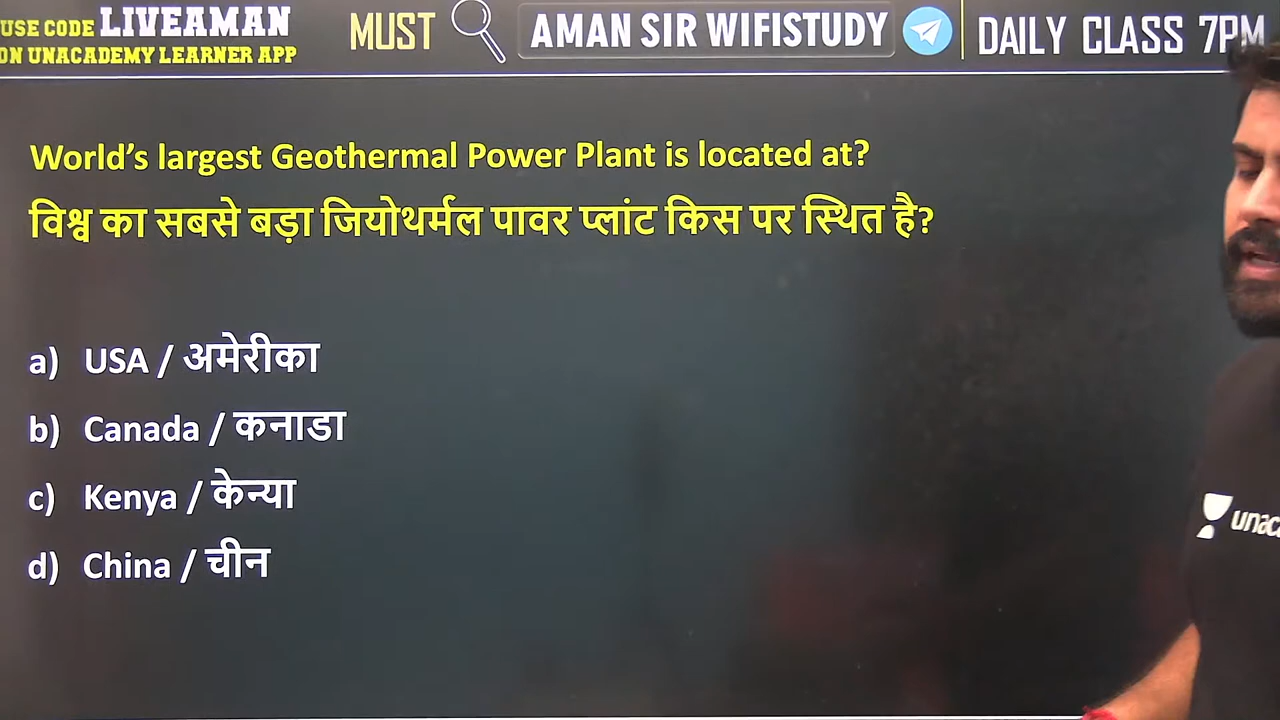 USE CODE LIVEAMAN
ON UNACADEMY LEARNER APP
MUST
AMAN SIR WIFISTUDY
DAILY CLASS 7PM
World's largest Geothermal Power Plant is located at?
विश्व का सबसे बड़ा जियोथर्मल पावर प्लांट किस पर स्थित है?
a) USA / अमेरीका
b) Canada / कनाडा
c) Kenya / केन्या
d) China / चीन